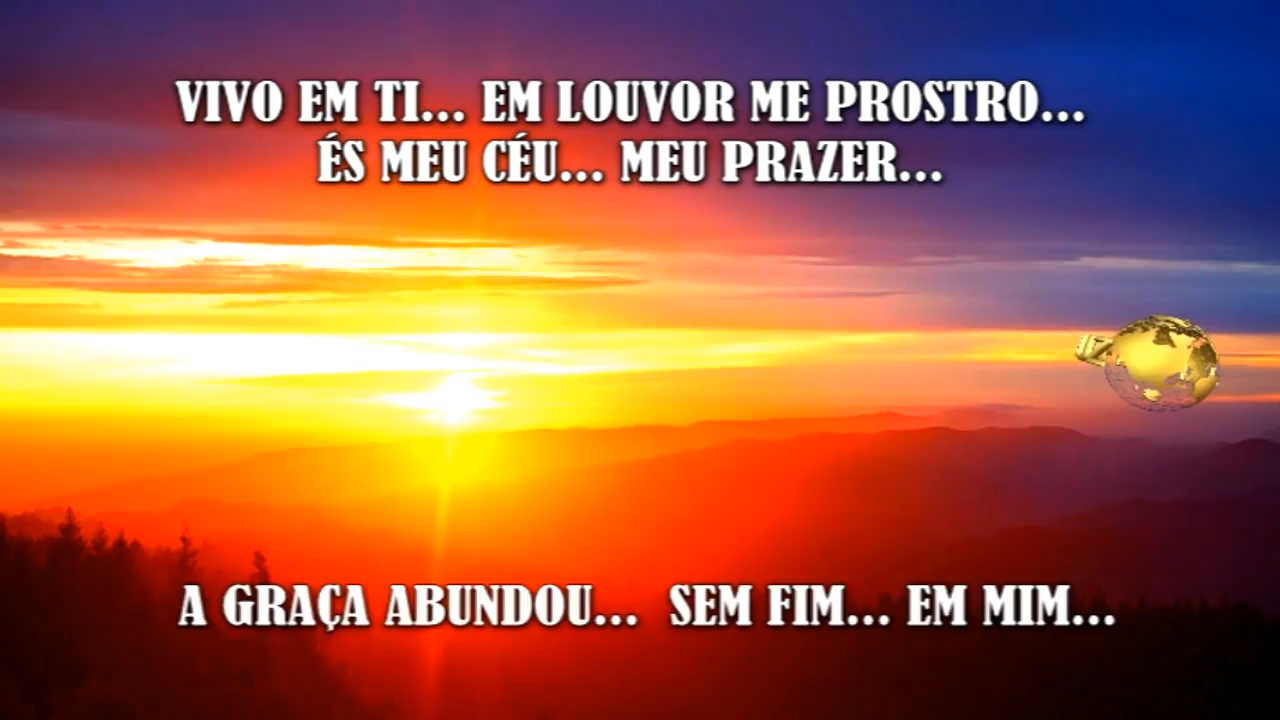 VIVO EM TI... EM LOUVOR ME PROSTRO...
ÉS MEU CÉU... MEU PRAZER...
A GRAÇA ABUNDOU... SEM FIM... EM MIM...